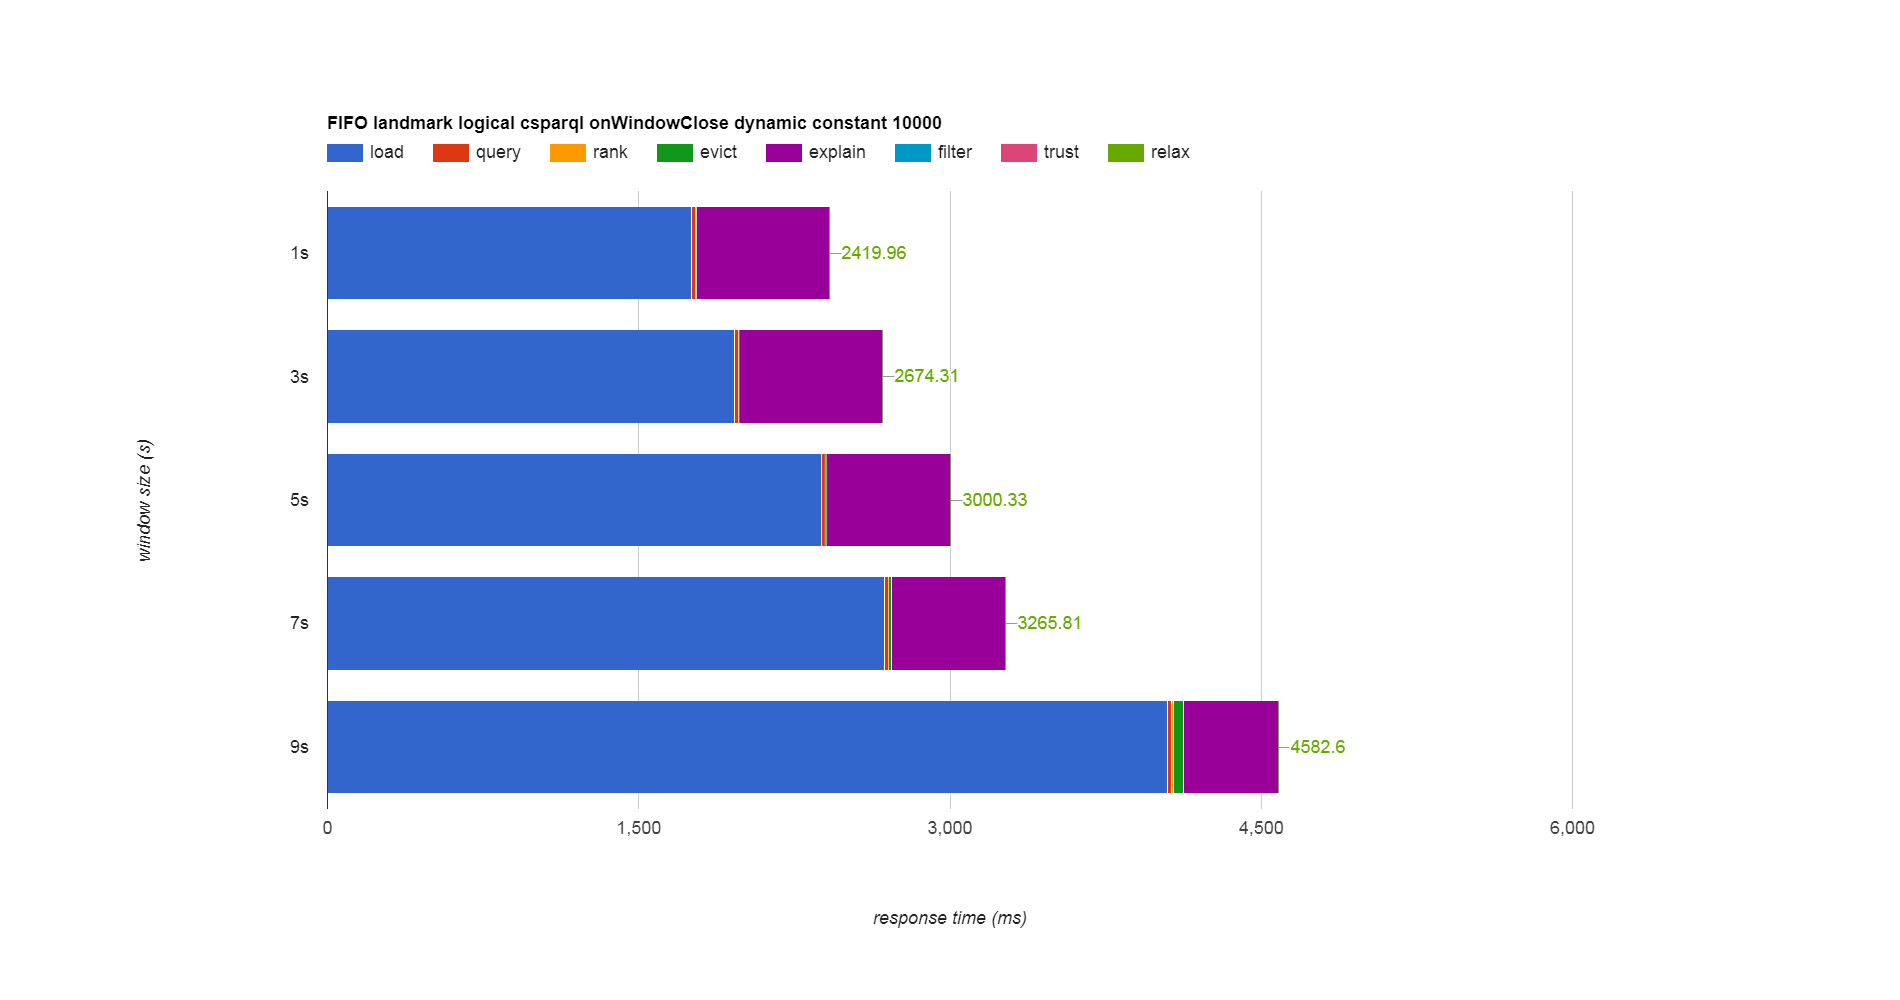 FIFO landmark logical csparql onWindowClose dynamic constant 10000
load query rank evict explain filter trust relax
1s 2419.96
3s 2674.31
5s 3000.33
7s 3265.81
9s 4582.6
0 1,500 3,000 4,500 6,000
window size (s)
response time (ms)